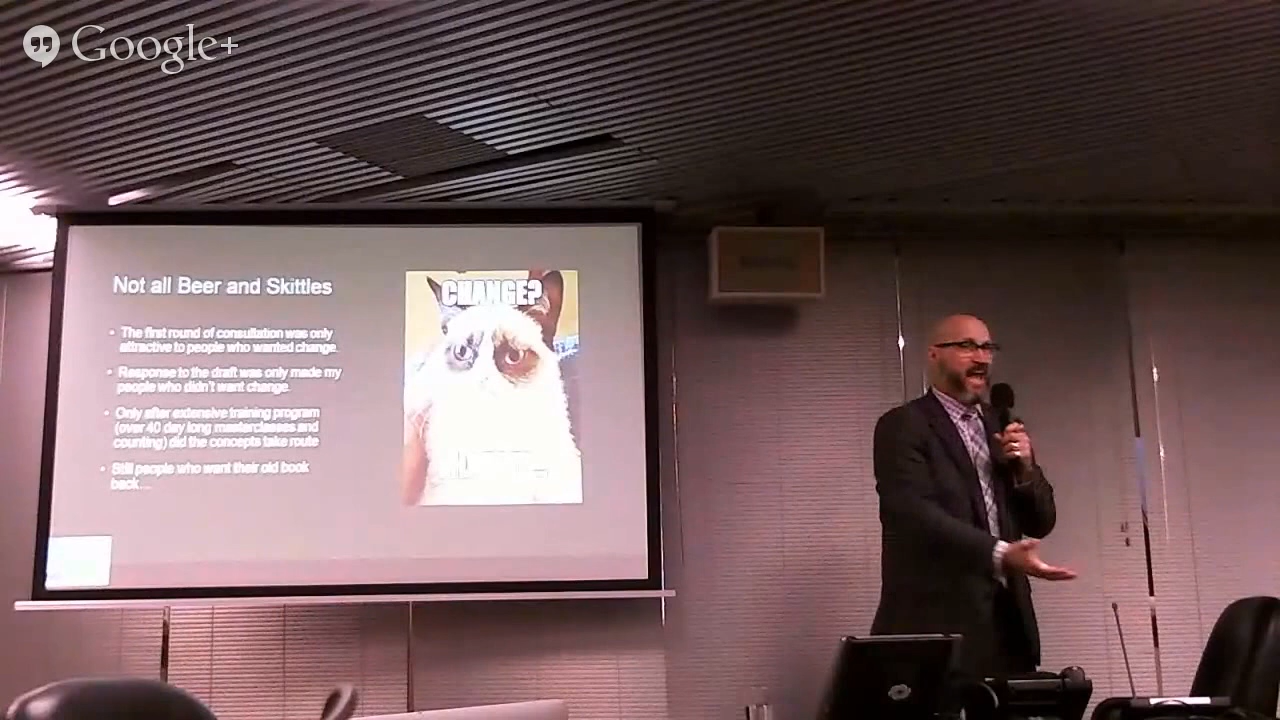 Google+
Not all Beer and Skittles
• The first round of consultation was only
attractive to people who wanted change.
• Response to the draft was only made my
people who didn't want change.
• Only after extensive training program
(over 40 day long masterclasses and
counting) did the concepts take route
• Still people who want their old book
back...
CHANGE?